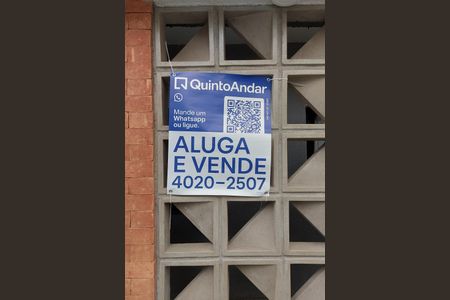 QuintoAndar
Mande um
Whatsapp
ou ligue.
ALUGA
E VENDE
4020-2507